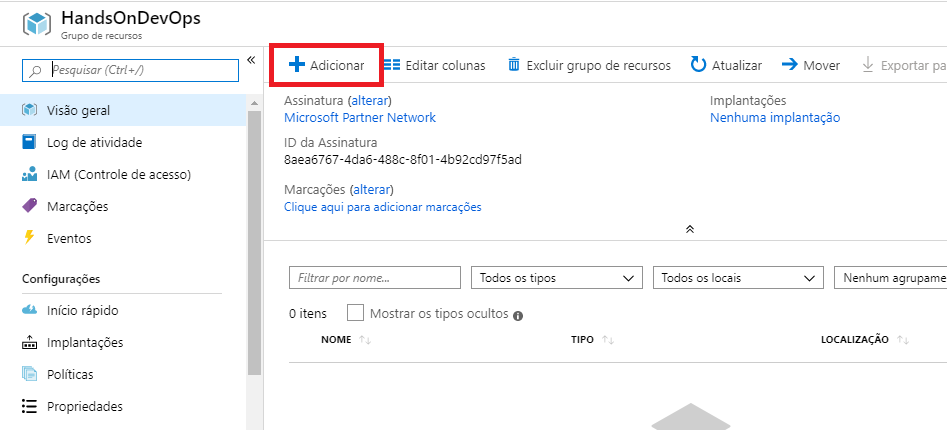 HandsOnDevOps
Grupo de recursos
Pesquisar (Ctrl+/)
Visão geral
Log de atividade
IAM (Controle de acesso)
Marcações
Eventos
Configurações
Início rápido
Implantações
Políticas
Propriedades
Adicionar Editar colunas Excluir grupo de recursos Atualizar Mover Exportar pa
Assinatura (alterar) Implantações
Microsoft Partner Network Nenhuma implantação
ID da Assinatura
8aea6767-4da6-488c-8f01-4b92cd97f5ad
Marcações (alterar)
Clique aqui para adicionar marcações
Filtrar por nome... Todos os tipos Todos os locais Nenhum agrupame
0 itens Mostrar os tipos ocultos
NOME TIPO LOCALIZAÇÃO